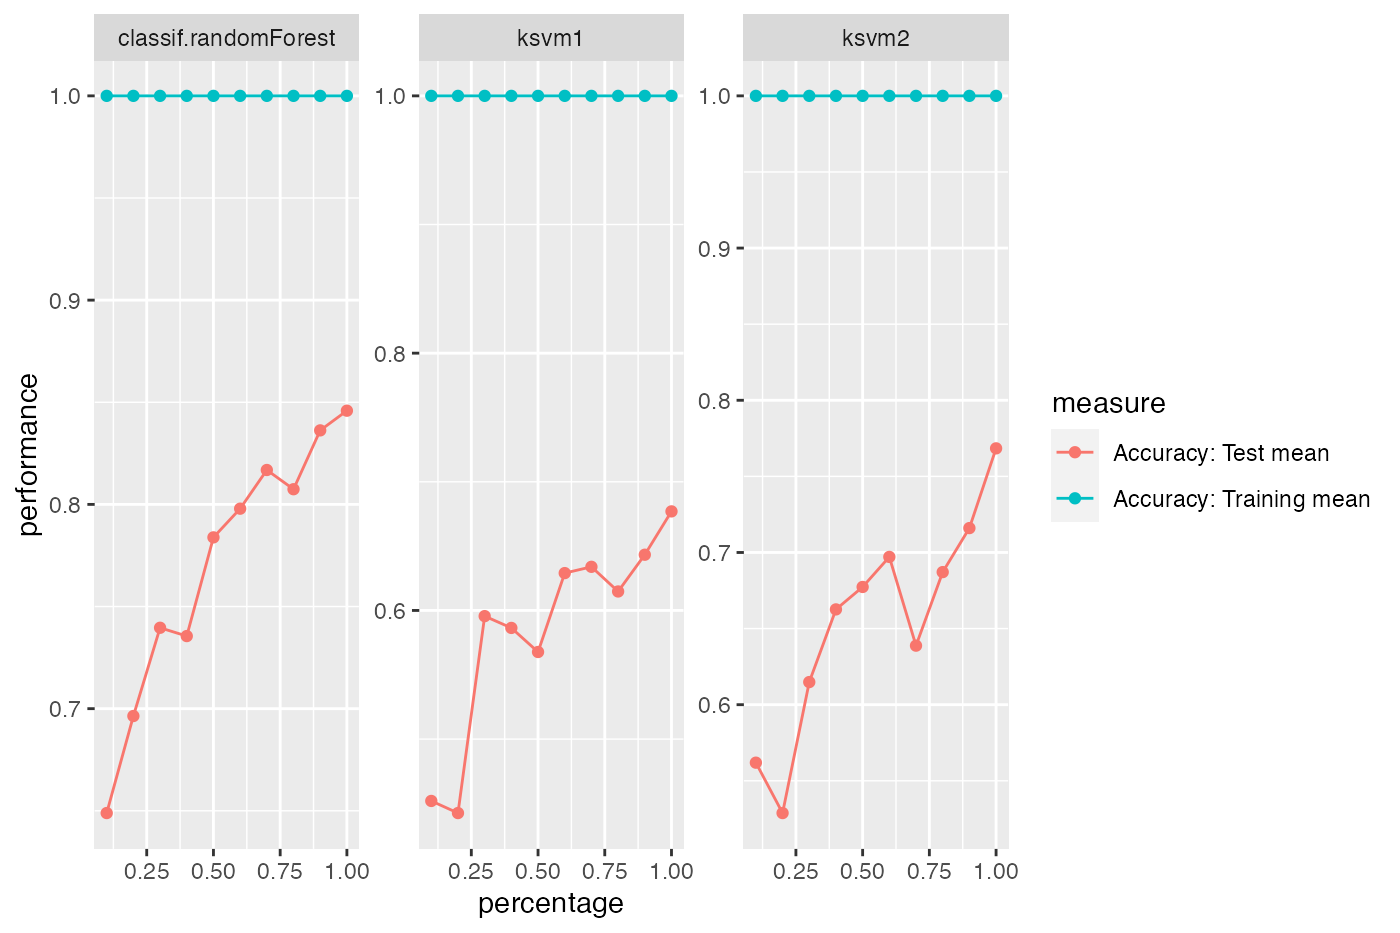 classif.randomForest
ksvm1
ksvm2
performance
1.0
0.9
0.8
0.7
1.0
0.8
0.6
1.0
0.9
0.8
0.7
0.6
0.25 0.50 0.75 1.00
0.25 0.50 0.75 1.00
0.25 0.50 0.75 1.00
percentage
measure
Accuracy: Test mean
Accuracy: Training mean